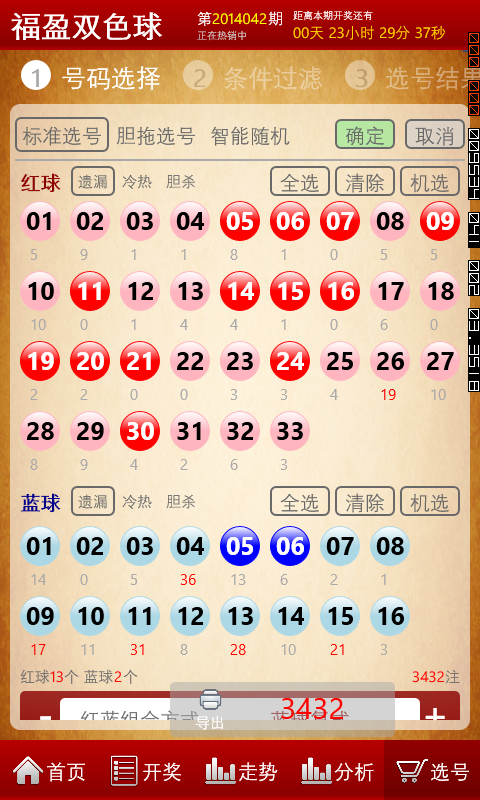 福盈双色球 第2014042期 距离本期开奖还有
正在热销中 00天 23小时 29分 37秒
1 号码选择 2 条件过滤 3 选号结果
标准选号 胆拖选号 智能随机 确定 取消
红球 遗漏 冷热 胆杀 全选 清除 机选
01 02 03 04 05 06 07 08 09
5 9 1 1 8 1 0 5 5
10 11 12 13 14 15 16 17 18
10 0 1 4 4 1 0 6 0
19 20 21 22 23 24 25 26 27
2 2 0 0 3 3 4 19 10
28 29 30 31 32 33
8 9 4 2 6 3
蓝球 遗漏 冷热 胆杀 全选 清除 机选
01 02 03 04 05 06 07 08
14 0 5 36 13 6 2 1
09 10 11 12 13 14 15 16
17 11 31 8 28 10 21 3
红球13个 蓝球2个 3432注
- 红蓝组合方式 蓝球复式 +
导出 3432
首页 开奖 走势 分析 选号